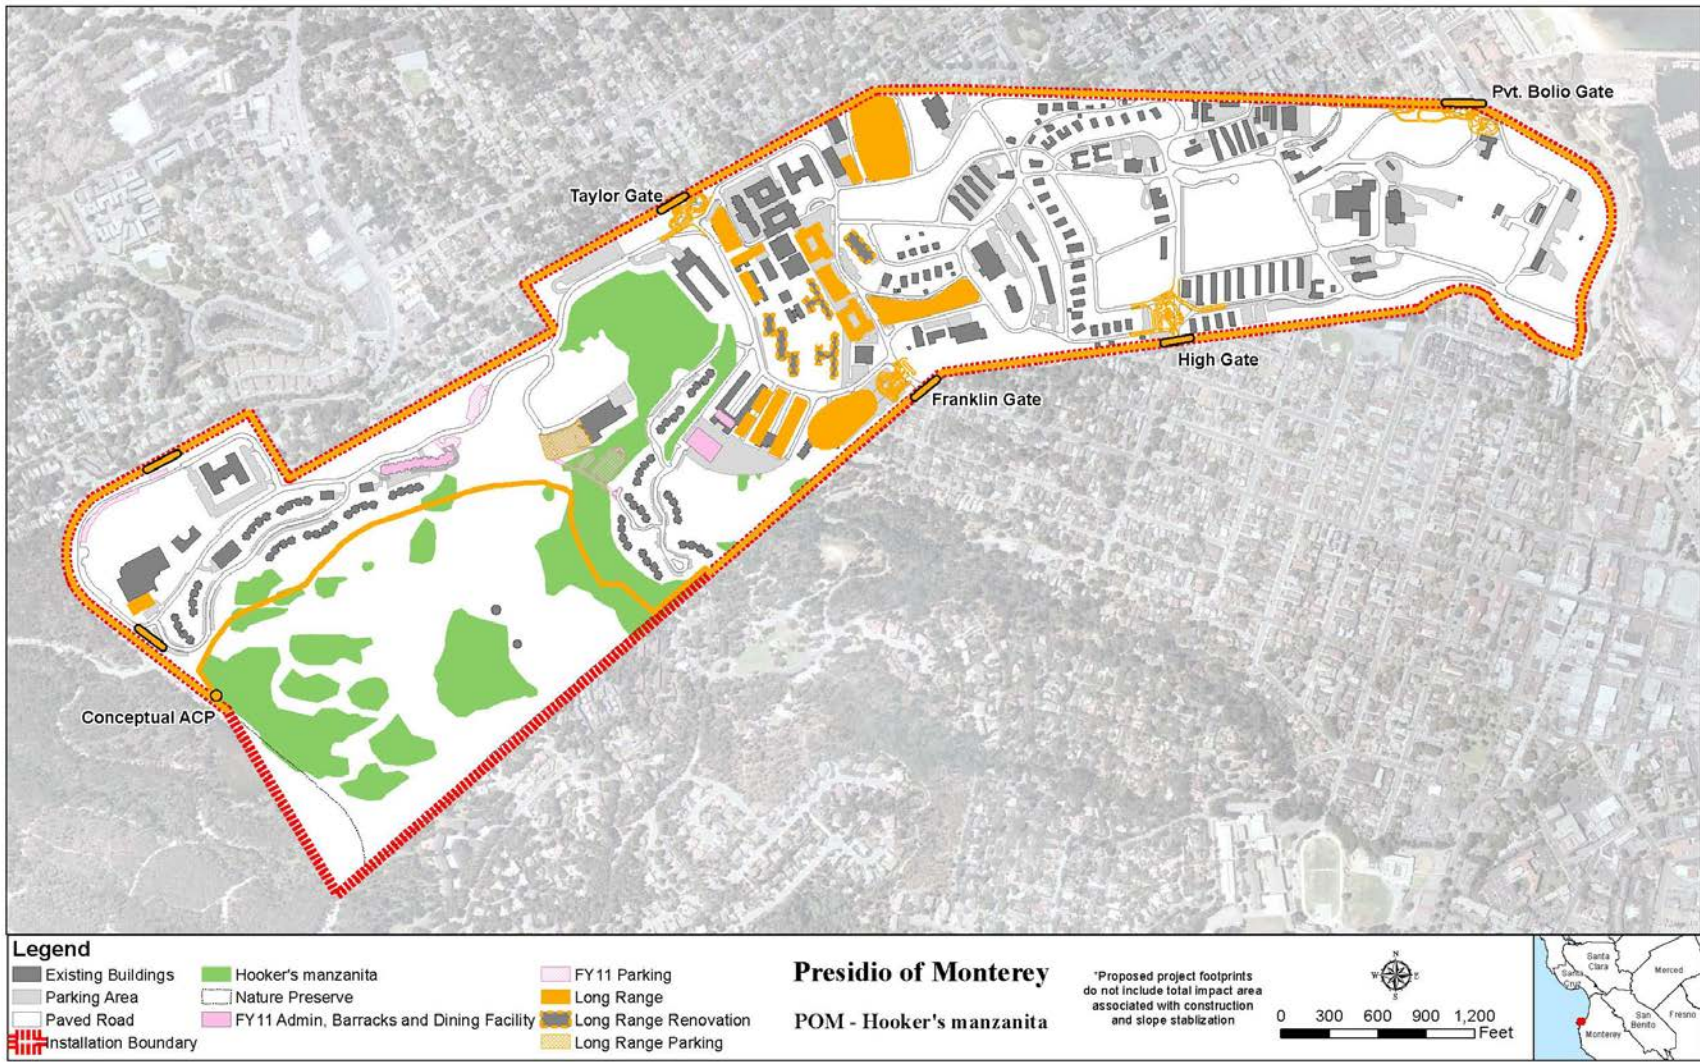 Pvt. Bolio Gate
Taylor Gate
High Gate
Franklin Gate
Conceptual ACP
Legend
Existing Buildings
Parking Area
Paved Road
Installation Boundary
Hooker's manzanita
Nature Preserve
FY11 Admin, Barracks and Dining Facility
FY11 Parking
Long Range
Long Range Renovation
Long Range Parking
Presidio of Monterey
POM - Hooker's manzanita
*Proposed project footprints
do not include total impact area
associated with construction
and slope stablization
N
W E
S
0 300 600 900 1,200
Feet
Santa
Clara
Santa
Cruz
Merced
San
Benito
Fresno
Monterey